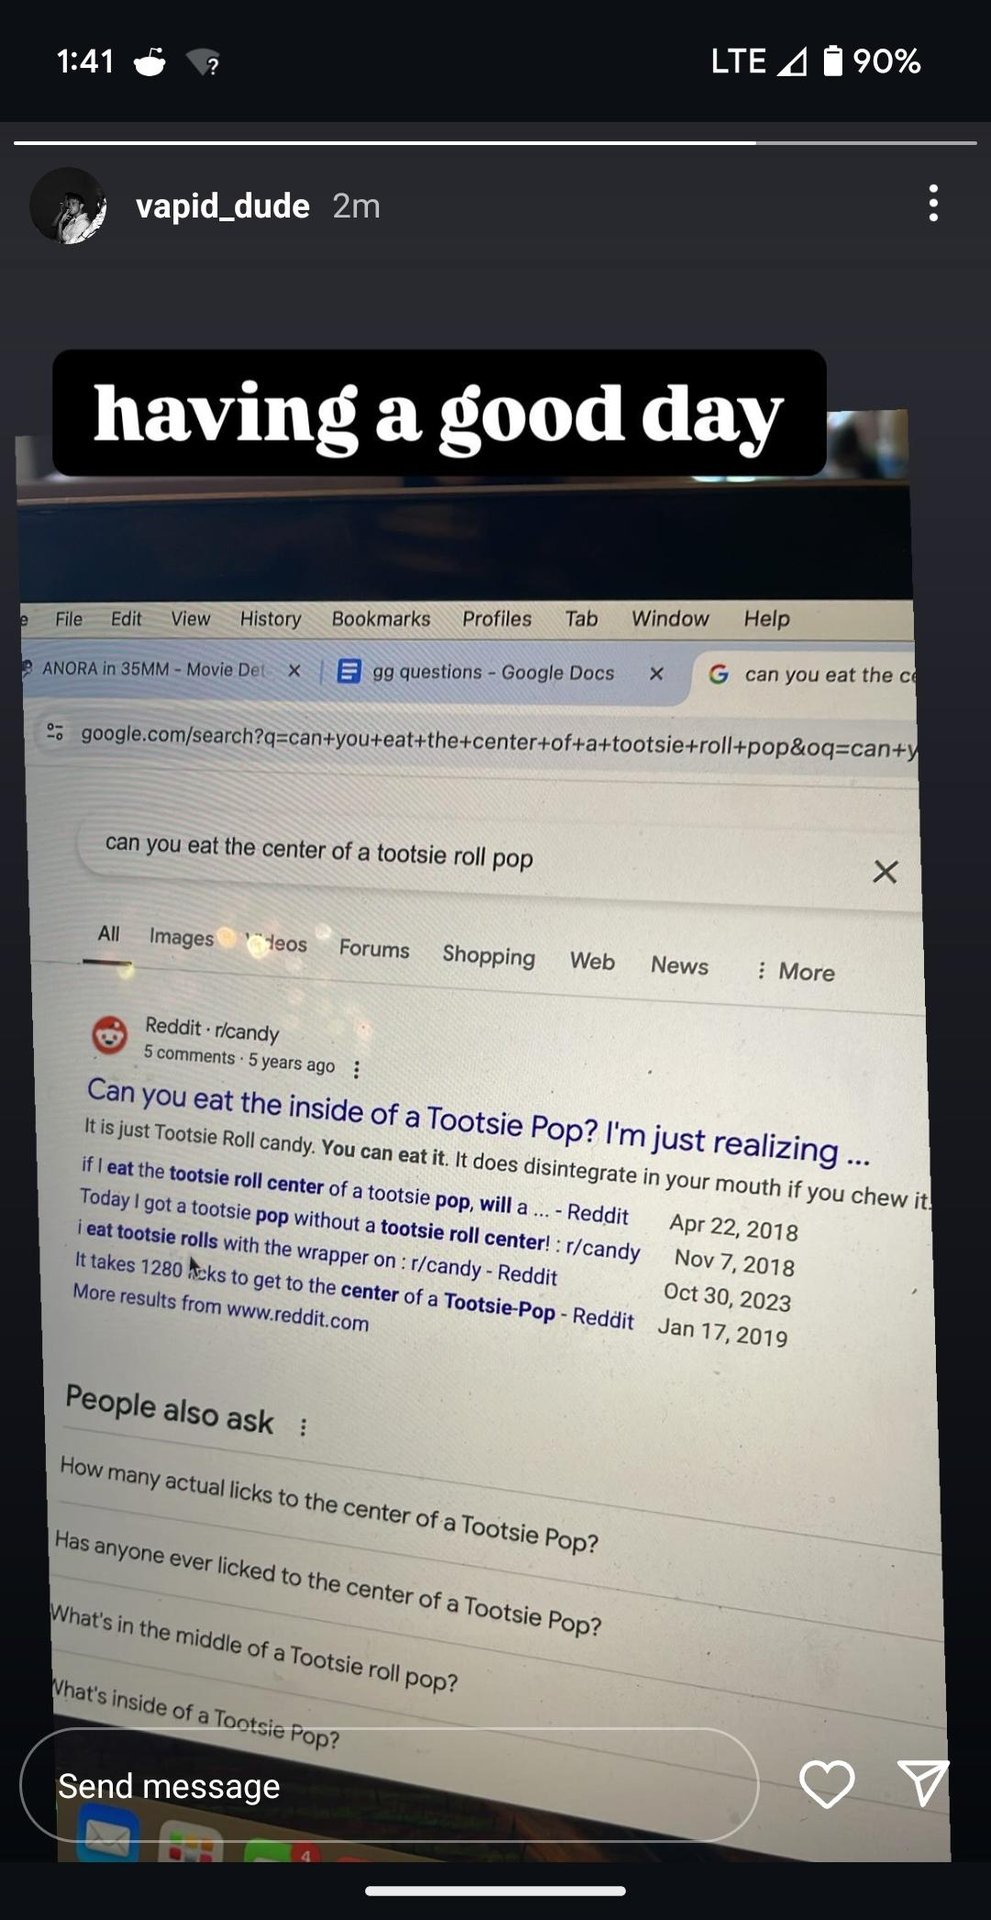 1:41
LTE 90%
vapid_dude 2m
having a good day
File Edit View History Bookmarks Profiles Tab Window Help
ANORA in 35MM - Movie Det
gg questions - Google Docs
can you eat the ce
google.com/search?q=can+you+eat+the+center+of+a+tootsie+roll+pop&oq=can+y
can you eat the center of a tootsie roll pop
All Images Videos Forums Shopping Web News More
Reddit · r/candy
5 comments · 5 years ago
Can you eat the inside of a Tootsie Pop? I'm just realizing ...
It is just Tootsie Roll candy. You can eat it. It does disintegrate in your mouth if you chew it.
if I eat the tootsie roll center of a tootsie pop, will a ... - Reddit Apr 22, 2018
Today I got a tootsie pop without a tootsie roll center! : r/candy Nov 7, 2018
i eat tootsie rolls with the wrapper on : r/candy - Reddit Oct 30, 2023
It takes 1280 licks to get to the center of a Tootsie-Pop - Reddit Jan 17, 2019
More results from www.reddit.com
People also ask
How many actual licks to the center of a Tootsie Pop?
Has anyone ever licked to the center of a Tootsie Pop?
What's in the middle of a Tootsie roll pop?
What's inside of a Tootsie Pop?
Send message
4